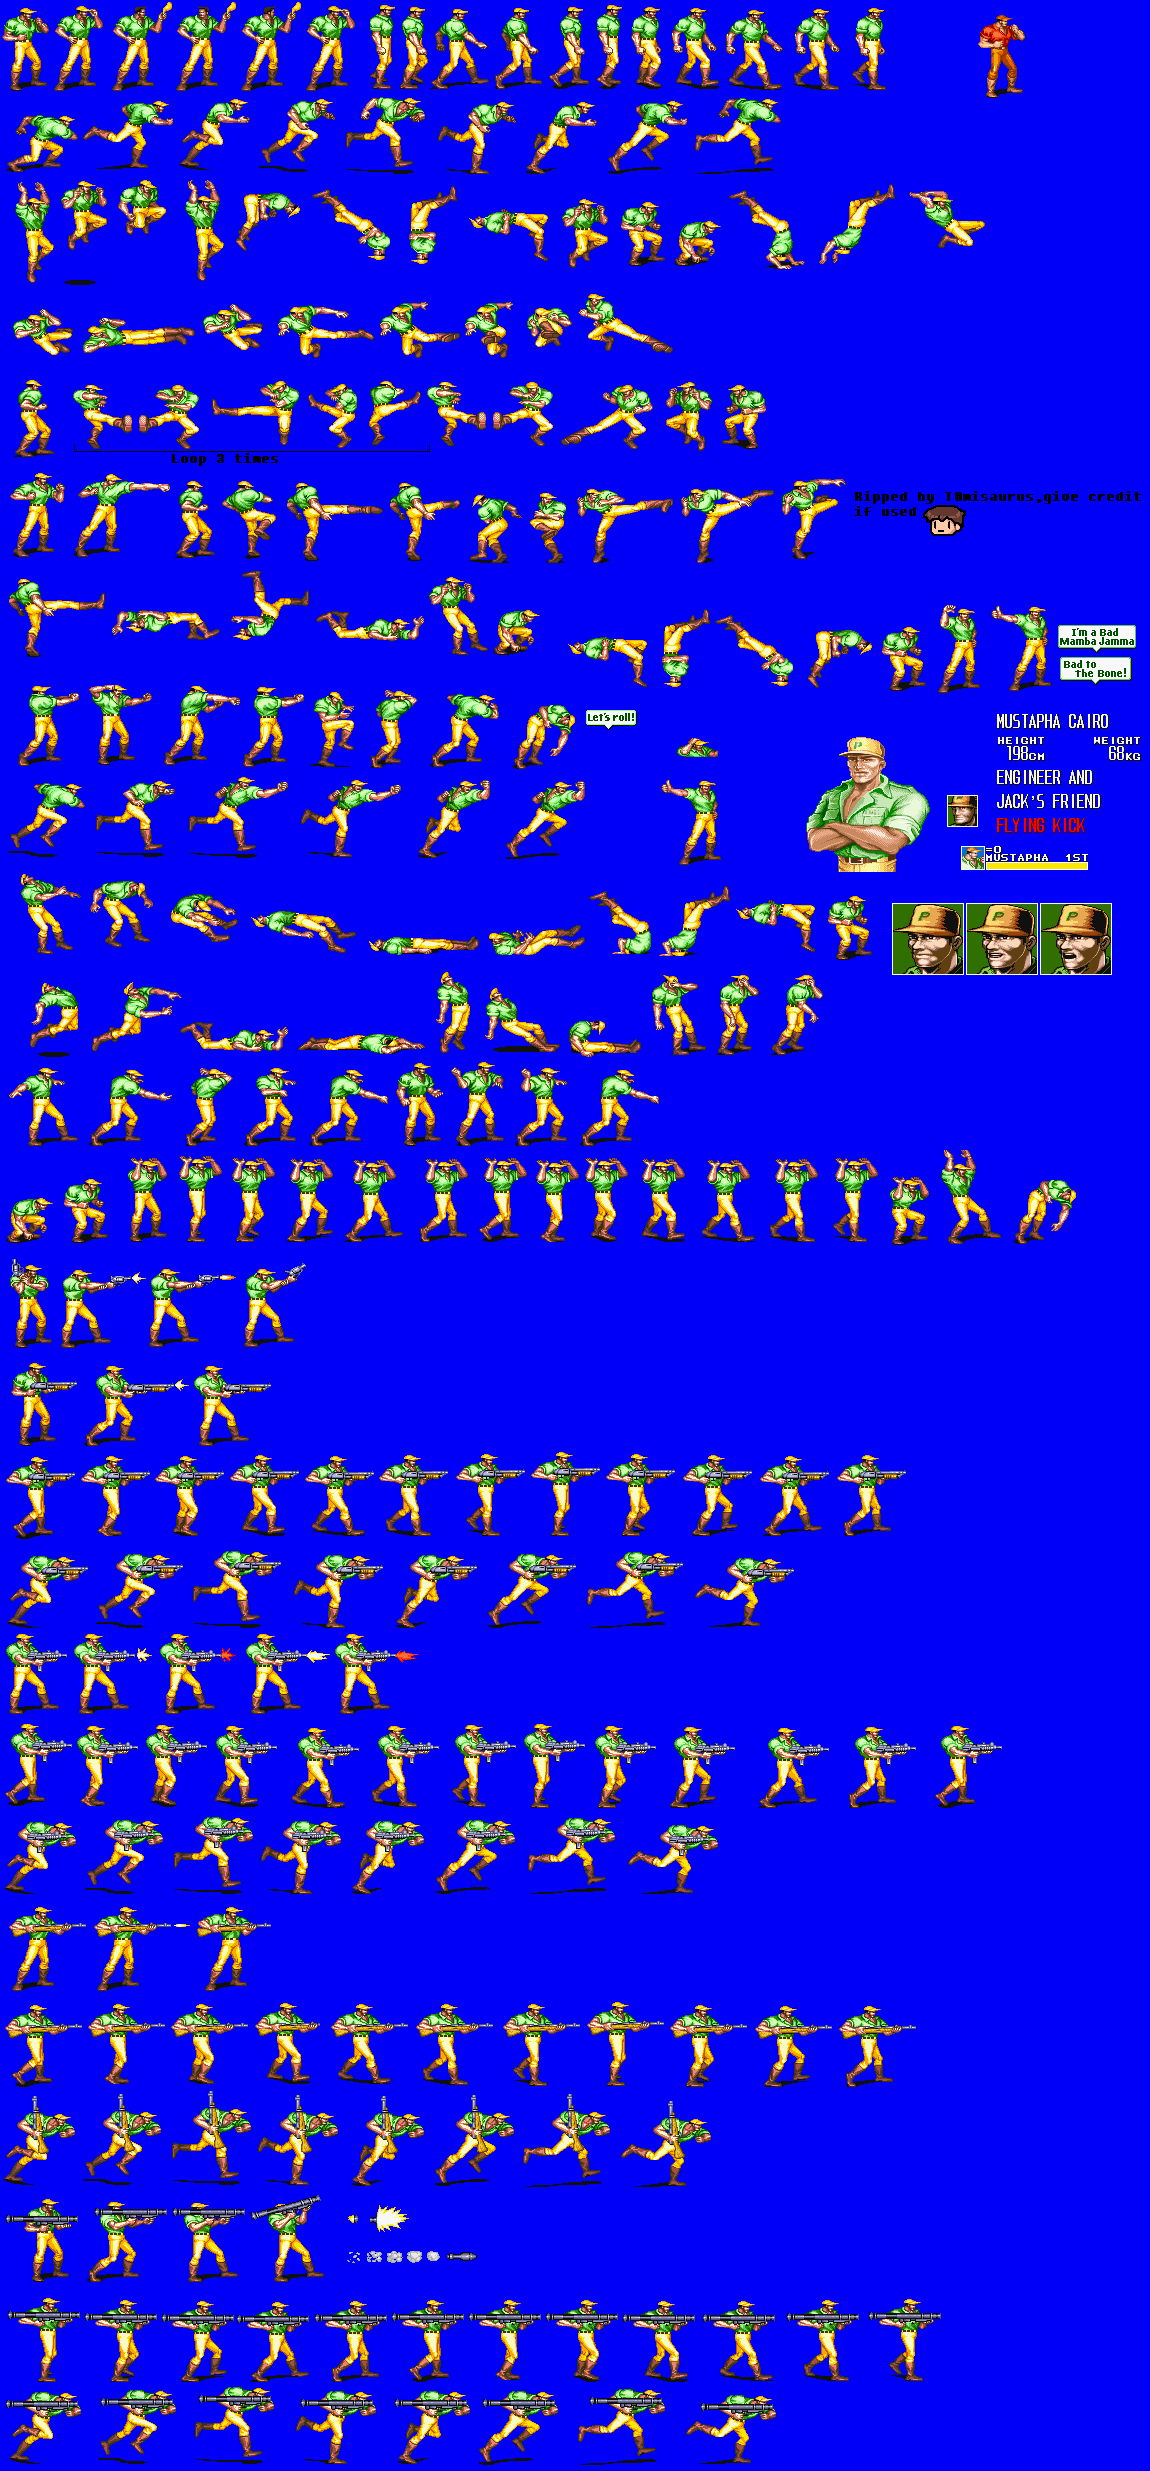 Loop 3 times
Ripped by TOmisaurus,give credit
if used
I'm a Bad
Mamba Jamma
Bad to
The Bone!
Let's roll!
MUSTAPHA CAIRO
HEIGHT WEIGHT
198CM 68KG
ENGINEER AND
JACK'S FRIEND
FLYING KICK
P
=0
MUSTAPHA 1ST
P
P
P